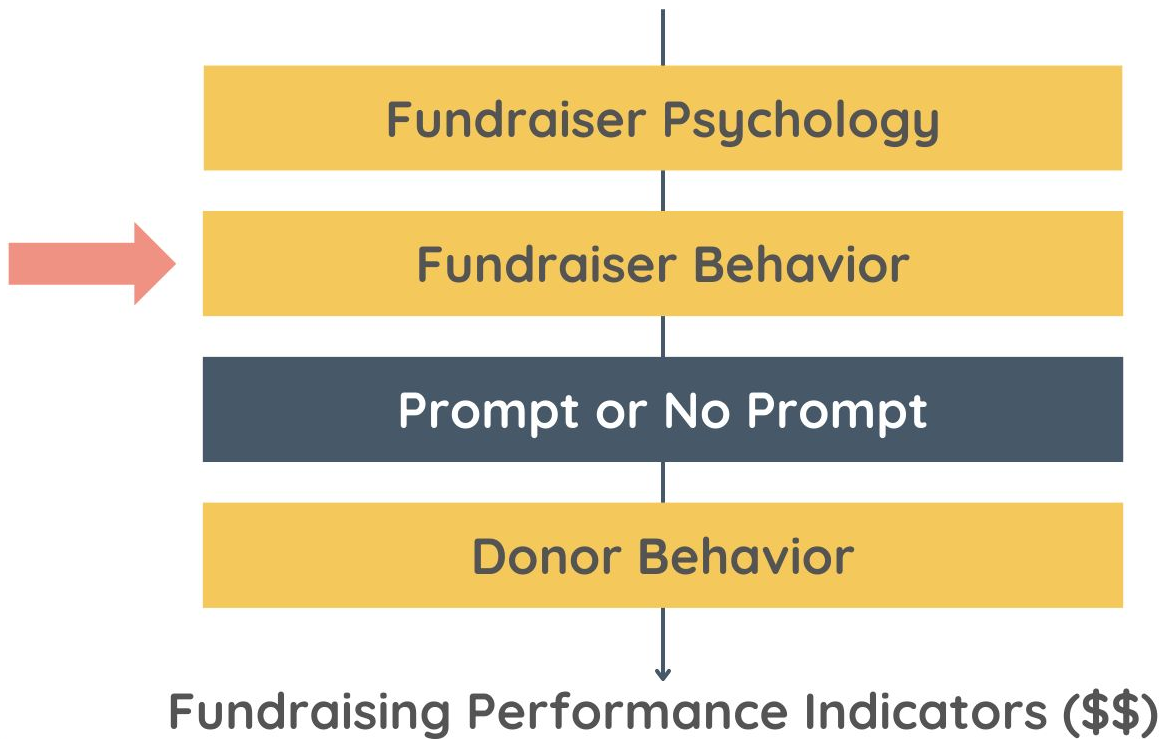 Fundraiser Psychology
Fundraiser Behavior
Prompt or No Prompt
Donor Behavior
Fundraising Performance Indicators ($$)